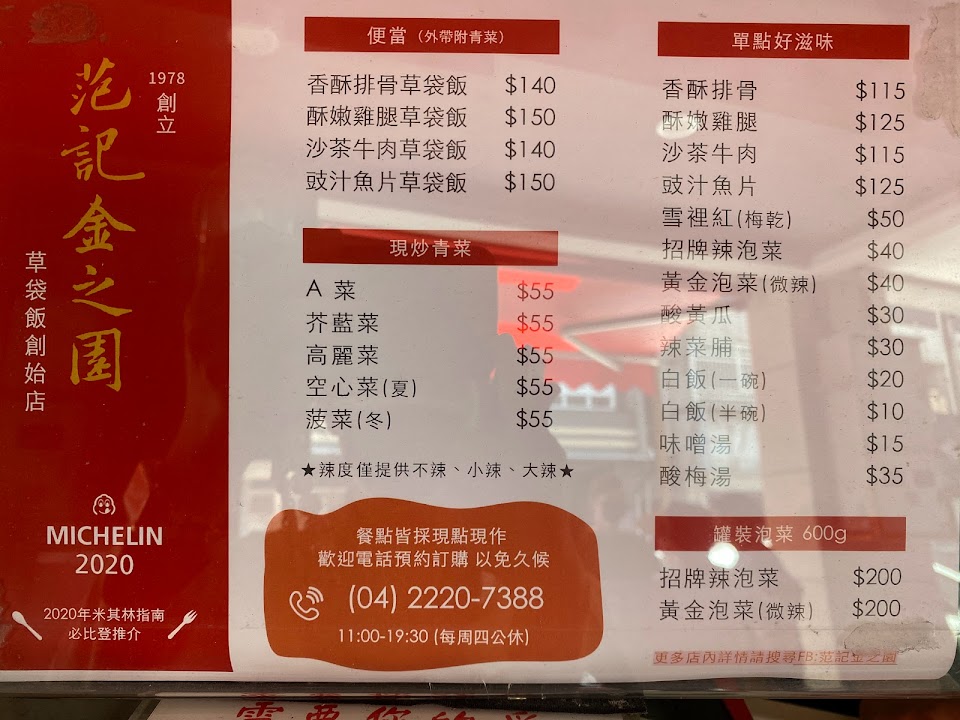 1978
創立
范記金之園
草袋飯創始店
MICHELIN
2020
2020年米其林指南
必比登推介
便當（外帶附青菜）
香酥排骨草袋飯 $140
酥嫩雞腿草袋飯 $150
沙茶牛肉草袋飯 $140
豉汁魚片草袋飯 $150
現炒青菜
A 菜 $55
芥藍菜 $55
高麗菜 $55
空心菜(夏) $55
菠菜(冬) $55
★辣度僅提供不辣、小辣、大辣★
餐點皆採現點現作
歡迎電話預約訂購 以免久候
(04) 2220-7388
11:00-19:30 (每周四公休)
單點好滋味
香酥排骨 $115
酥嫩雞腿 $125
沙茶牛肉 $115
豉汁魚片 $125
雪裡紅(梅乾) $50
招牌辣泡菜 $40
黃金泡菜(微辣) $40
酸黃瓜 $30
辣菜脯 $30
白飯(一碗) $20
白飯(半碗) $10
味噌湯 $15
酸梅湯 $35
罐裝泡菜 600g
招牌辣泡菜 $200
黃金泡菜(微辣) $200
更多店內詳情請搜尋FB:范記金之園